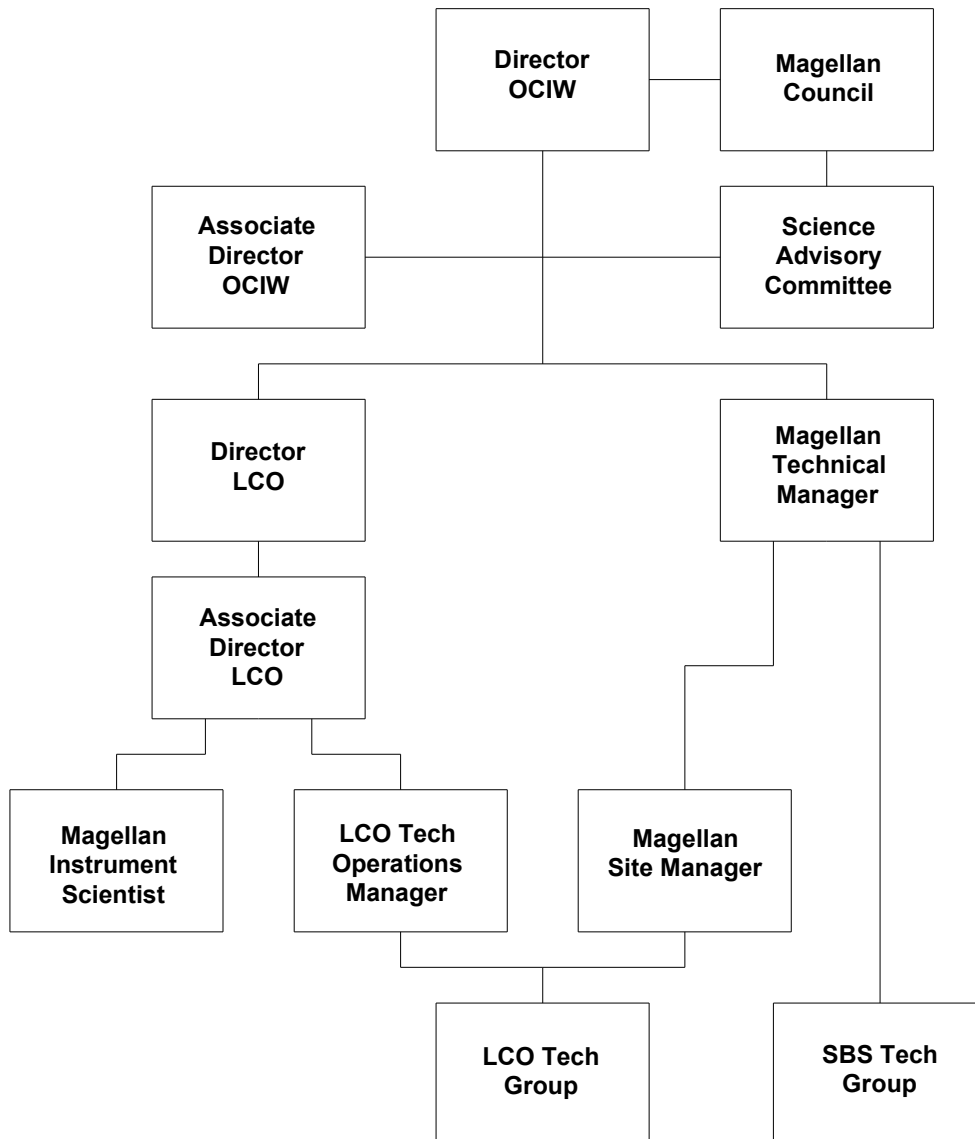 Director
OCIW
Magellan
Council
Associate
Director
OCIW
Science
Advisory
Committee
Director
LCO
Magellan
Technical
Manager
Associate
Director
LCO
Magellan
Instrument
Scientist
LCO Tech
Operations
Manager
Magellan
Site Manager
LCO Tech
Group
SBS Tech
Group